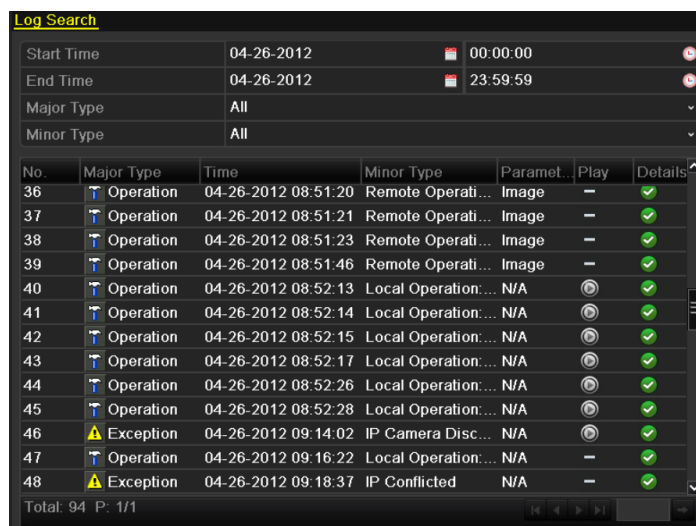 Log Search
Start Time 04-26-2012 00:00:00
End Time 04-26-2012 23:59:59
Major Type All
Minor Type All
No. Major Type Time Minor Type Paramet... Play Details
36 Operation 04-26-2012 08:51:20 Remote Operati... Image –
37 Operation 04-26-2012 08:51:21 Remote Operati... Image –
38 Operation 04-26-2012 08:51:23 Remote Operati... Image –
39 Operation 04-26-2012 08:51:46 Remote Operati... Image –
40 Operation 04-26-2012 08:52:13 Local Operation:... N/A
41 Operation 04-26-2012 08:52:14 Local Operation:... N/A
42 Operation 04-26-2012 08:52:15 Local Operation:... N/A
43 Operation 04-26-2012 08:52:17 Local Operation:... N/A
44 Operation 04-26-2012 08:52:26 Local Operation:... N/A
45 Operation 04-26-2012 08:52:28 Local Operation:... N/A
46 Exception 04-26-2012 09:14:02 IP Camera Disc... N/A
47 Operation 04-26-2012 09:16:22 Local Operation:... N/A –
48 Exception 04-26-2012 09:18:37 IP Conflicted N/A –
Total: 94 P: 1/1